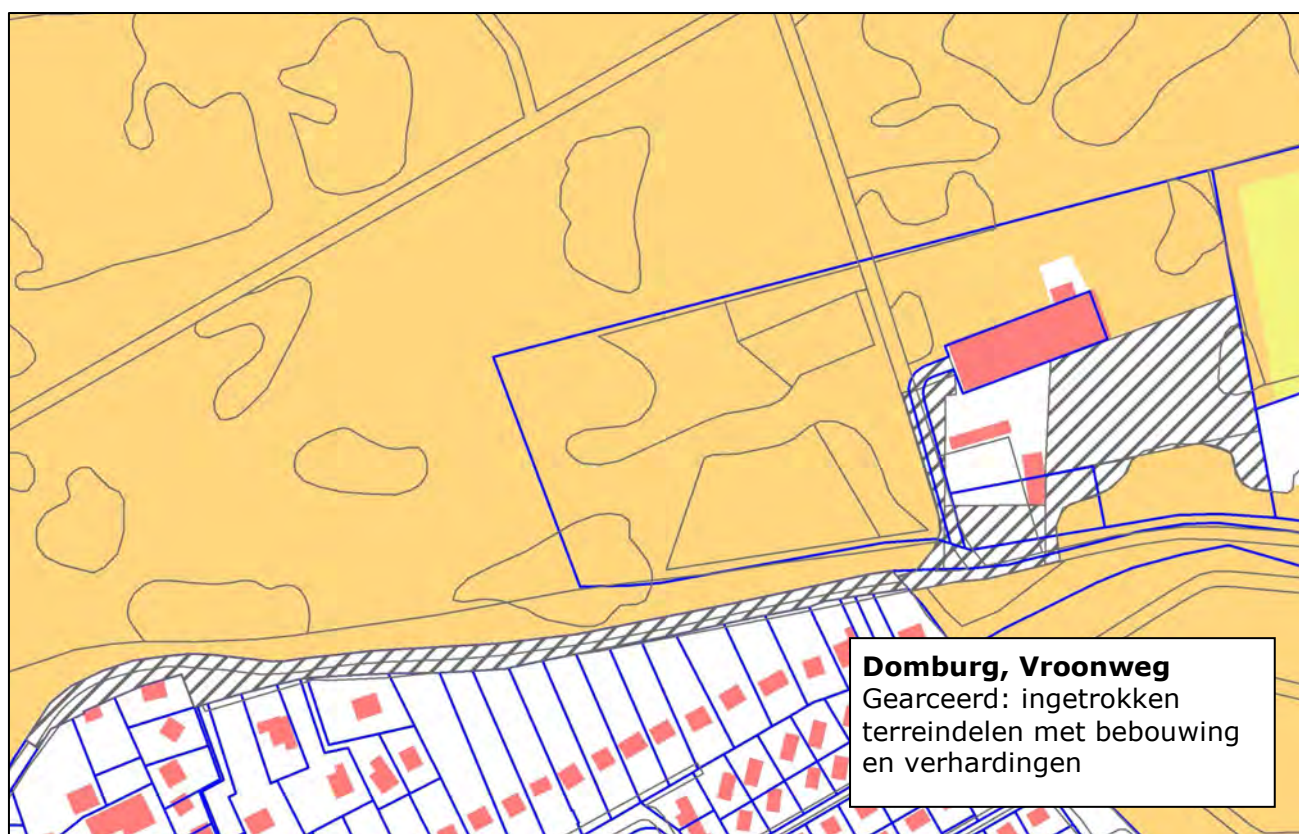 Domburg, Vroonweg
Gearceerd: ingetrokken
terreindelen met bebouwing
en verhardingen